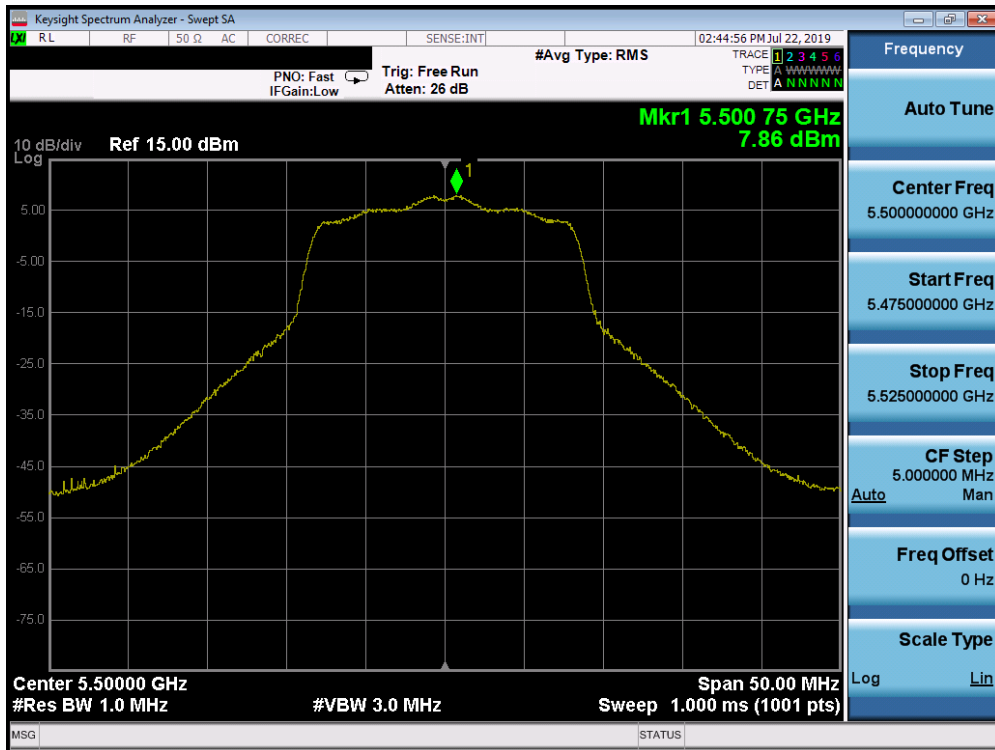 Keysight Spectrum Analyzer - Swept SA
LXI RL RF 50 Ω AC CORREC SENSE:INT 02:44:56 PM Jul 22, 2019
#Avg Type: RMS
TRACE 1 2 3 4 5 6
TYPE A WWWWWW
DET A N N N N N
PNO: Fast
IFGain:Low
Trig: Free Run
Atten: 26 dB
Mkr1 5.500 75 GHz
7.86 dBm
10 dB/div Ref 15.00 dBm
Log
1
5.00
-5.00
-15.0
-25.0
-35.0
-45.0
-55.0
-65.0
-75.0
Center 5.50000 GHz Span 50.00 MHz
#Res BW 1.0 MHz #VBW 3.0 MHz Sweep 1.000 ms (1001 pts)
MSG STATUS
Frequency
Auto Tune
Center Freq
5.500000000 GHz
Start Freq
5.475000000 GHz
Stop Freq
5.525000000 GHz
CF Step
5.000000 MHz
Auto Man
Freq Offset
0 Hz
Scale Type
Log Lin